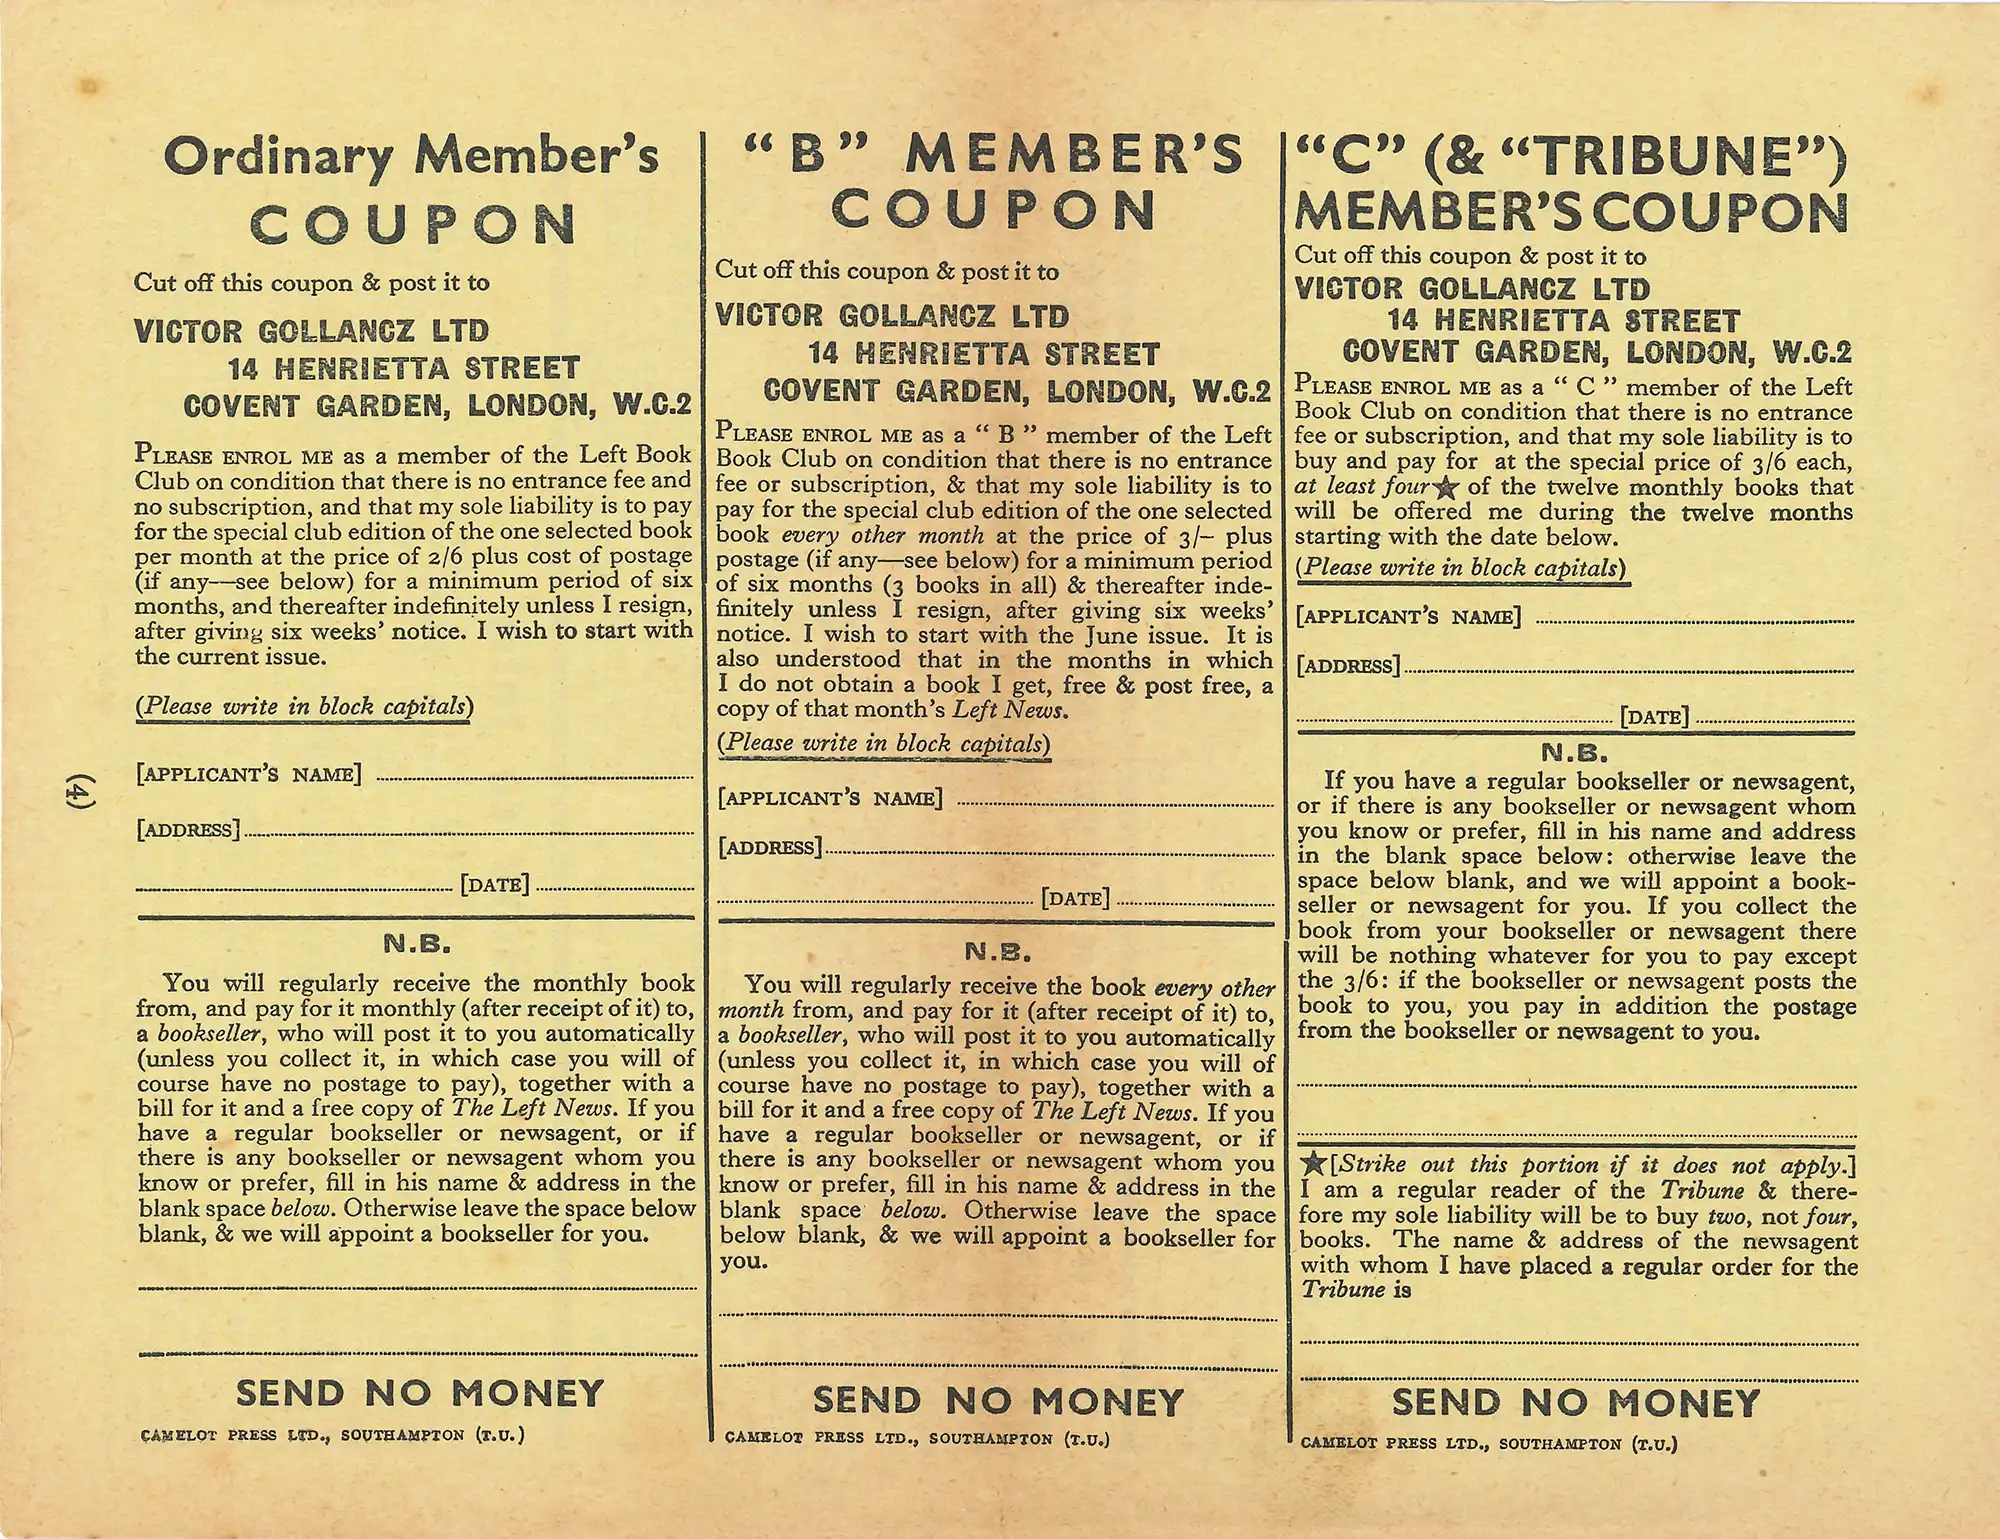 Ordinary Member's
COUPON
Cut off this coupon & post it to
VICTOR GOLLANCZ LTD
14 HENRIETTA STREET
COVENT GARDEN, LONDON, W.C.2
PLEASE ENROL ME as a member of the Left Book
Club on condition that there is no entrance fee and
no subscription, and that my sole liability is to pay
for the special club edition of the one selected book
per month at the price of 2/6 plus cost of postage
(if any—see below) for a minimum period of six
months, and thereafter indefinitely unless I resign,
after giving six weeks' notice. I wish to start with
the current issue.
(Please write in block capitals)
[APPLICANT'S NAME]
[ADDRESS]
[DATE]
N.B.
You will regularly receive the monthly book
from, and pay for it monthly (after receipt of it) to,
a bookseller, who will post it to you automatically
(unless you collect it, in which case you will of
course have no postage to pay), together with a
bill for it and a free copy of The Left News. If you
have a regular bookseller or newsagent, or if
there is any bookseller or newsagent whom you
know or prefer, fill in his name & address in the
blank space below. Otherwise leave the space below
blank, & we will appoint a bookseller for you.
SEND NO MONEY
CAMELOT PRESS LTD., SOUTHAMPTON (T.U.)
(4)
"B" MEMBER'S
COUPON
Cut off this coupon & post it to
VICTOR GOLLANCZ LTD
14 HENRIETTA STREET
COVENT GARDEN, LONDON, W.C.2
PLEASE ENROL ME as a " B " member of the Left
Book Club on condition that there is no entrance
fee or subscription, & that my sole liability is to
pay for the special club edition of the one selected
book every other month at the price of 3/- plus
postage (if any—see below) for a minimum period
of six months (3 books in all) & thereafter inde-
finitely unless I resign, after giving six weeks'
notice. I wish to start with the June issue. It is
also understood that in the months in which
I do not obtain a book I get, free & post free, a
copy of that month's Left News.
(Please write in block capitals)
[APPLICANT'S NAME]
[ADDRESS]
[DATE]
N.B.
You will regularly receive the book every other
month from, and pay for it (after receipt of it) to,
a bookseller, who will post it to you automatically
(unless you collect it, in which case you will of
course have no postage to pay), together with a
bill for it and a free copy of The Left News. If you
have a regular bookseller or newsagent, or if
there is any bookseller or newsagent whom you
know or prefer, fill in his name & address in the
blank space below. Otherwise leave the space
below blank, & we will appoint a bookseller for
you.
SEND NO MONEY
CAMELOT PRESS LTD., SOUTHAMPTON (T.U.)
"C" (& "TRIBUNE")
MEMBER'S COUPON
Cut off this coupon & post it to
VICTOR GOLLANCZ LTD
14 HENRIETTA STREET
COVENT GARDEN, LONDON, W.C.2
PLEASE ENROL ME as a " C " member of the Left
Book Club on condition that there is no entrance
fee or subscription, and that my sole liability is to
buy and pay for at the special price of 3/6 each,
at least four★ of the twelve monthly books that
will be offered me during the twelve months
starting with the date below.
(Please write in block capitals)
[APPLICANT'S NAME]
[ADDRESS]
[DATE]
N.B.
If you have a regular bookseller or newsagent,
or if there is any bookseller or newsagent whom
you know or prefer, fill in his name and address
in the blank space below: otherwise leave the
space below blank, and we will appoint a book-
seller or newsagent for you. If you collect the
book from your bookseller or newsagent there
will be nothing whatever for you to pay except
the 3/6: if the bookseller or newsagent posts the
book to you, you pay in addition the postage
from the bookseller or newsagent to you.
★[Strike out this portion if it does not apply.]
I am a regular reader of the Tribune & there-
fore my sole liability will be to buy two, not four,
books. The name & address of the newsagent
with whom I have placed a regular order for the
Tribune is
SEND NO MONEY
CAMELOT PRESS LTD., SOUTHAMPTON (T.U.)